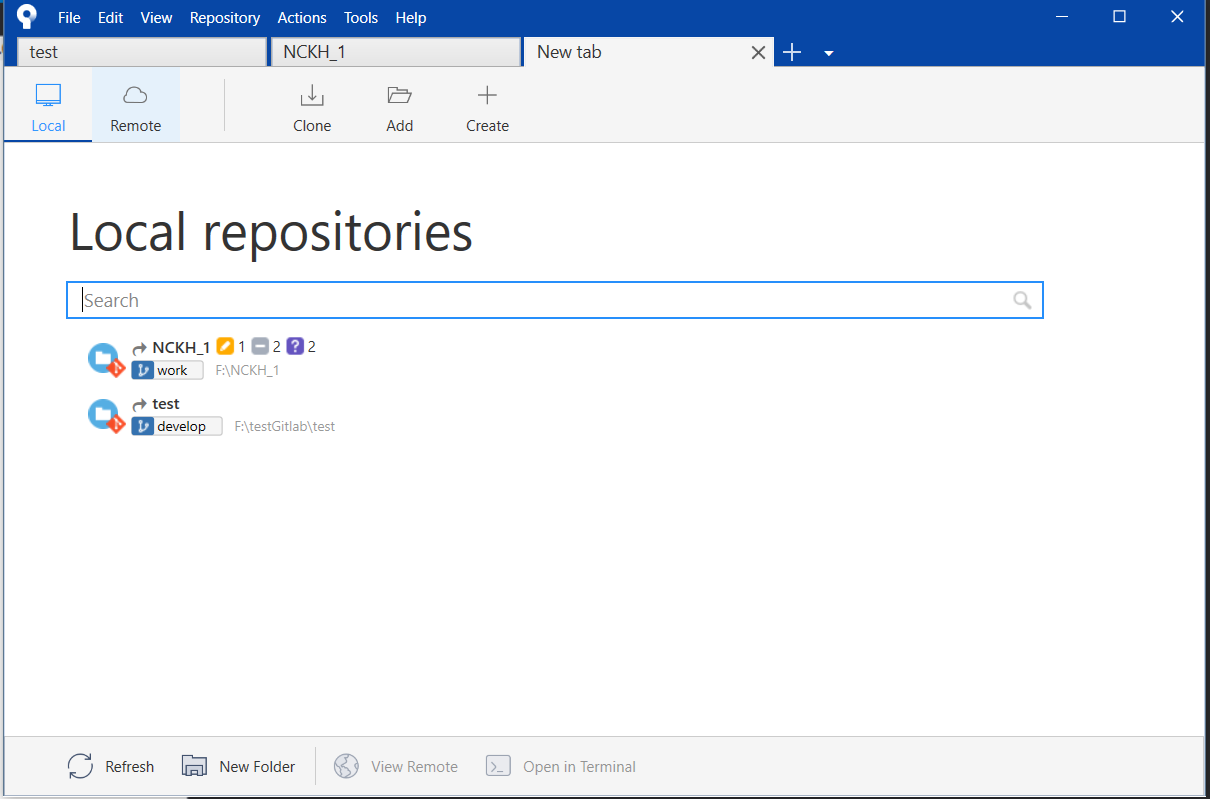 File Edit View Repository Actions Tools Help
test NCKH_1 New tab
Local Remote Clone Add Create
Local repositories
Search
NCKH_1 1 2 ? 2
work F:\NCKH_1
test
develop F:\testGitlab\test
Refresh New Folder View Remote Open in Terminal